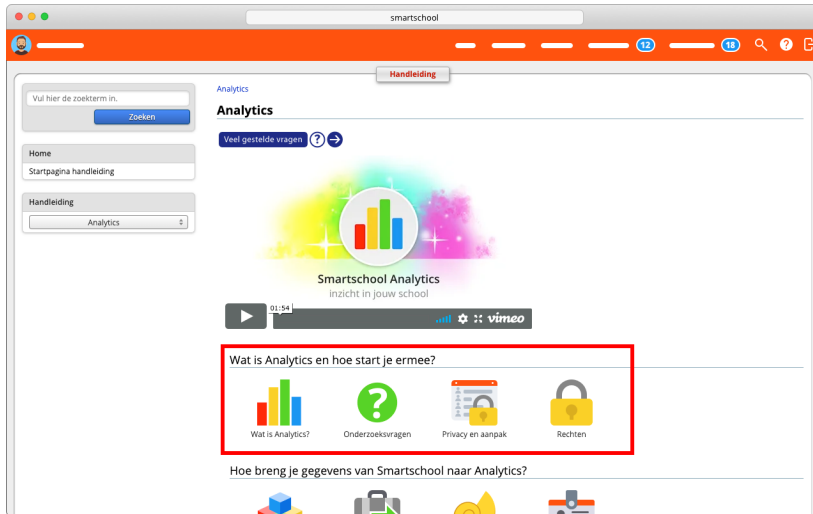 smartschool
12
18
?
Handleiding
Vul hier de zoekterm in.
Zoeken
Home
Startpagina handleiding
Handleiding
Analytics
Analytics
Analytics
Veel gestelde vragen ?
Smartschool Analytics
inzicht in jouw school
01:54
vimeo
Wat is Analytics en hoe start je ermee?
?
Wat is Analytics?
Onderzoeksvragen
Privacy en aanpak
Rechten
Hoe breng je gegevens van Smartschool naar Analytics?